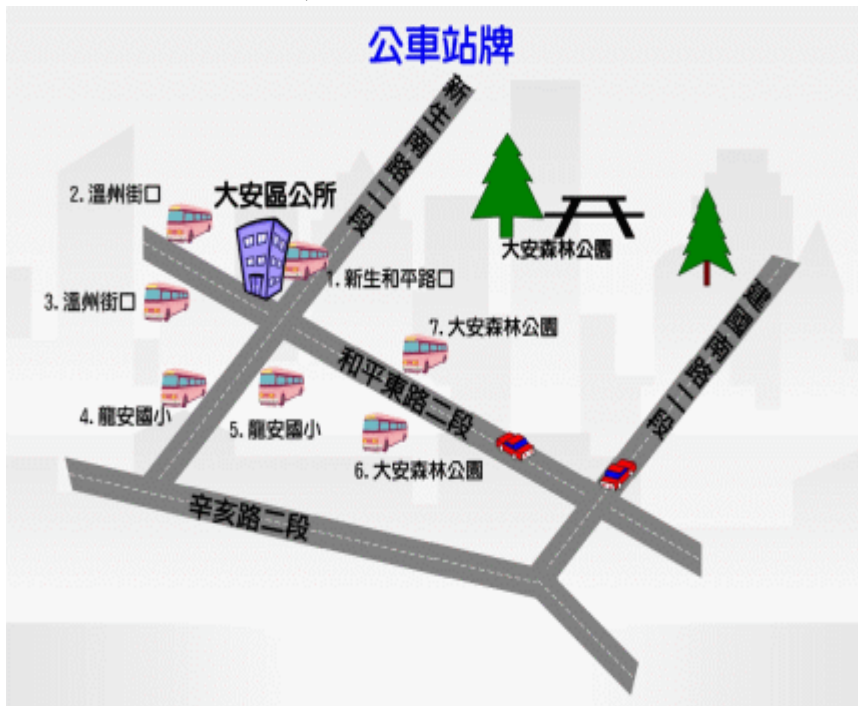 公車站牌
新生南路二段
2. 溫州街口
大安區公所
大安森林公園
1. 新生和平路口
3. 溫州街口
建國南路二段
7. 大安森林公園
和平東路二段
4. 龍安國小
5. 龍安國小
6. 大安森林公園
辛亥路二段